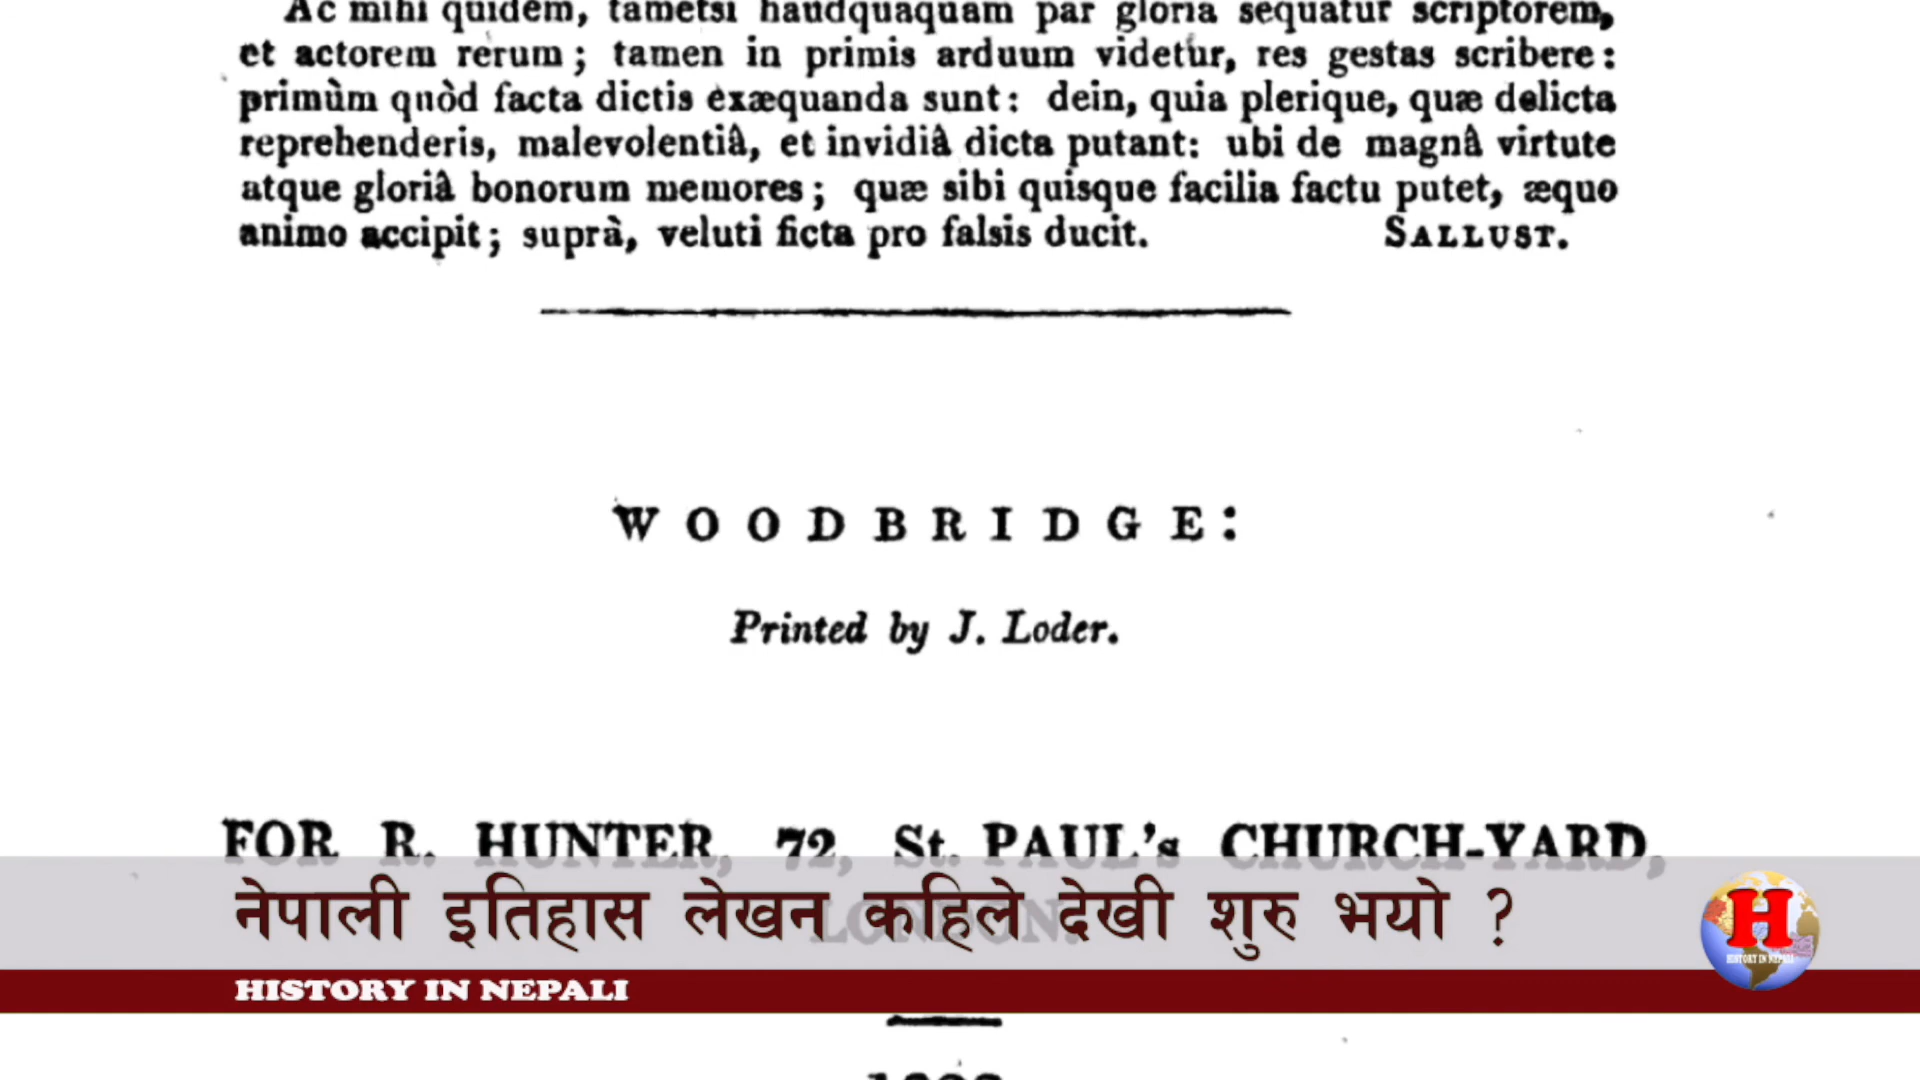 Ac mihi quidem, tametsi haudquaquam par gloria sequatur scriptorem,
et actorem rerum; tamen in primis arduum videtur, res gestas scribere:
primùm quòd facta dictis exæquanda sunt: dein, quia plerique, quæ delicta
reprehenderis, malevolentiâ, et invidiâ dicta putant: ubi de magnâ virtute
atque gloriâ bonorum memores; quæ sibi quisque facilia factu putet, æquo
animo accipit; suprà, veluti ficta pro falsis ducit. SALLUST.
WOODBRIDGE:
Printed by J. Loder.
FOR R. HUNTER, 72, St. PAUL's CHURCH-YARD,
LONDON.
नेपाली इतिहास लेखन कहिले देखी शुरु भयो ?
HISTORY IN NEPALI
H
HISTORY IN NEPALI